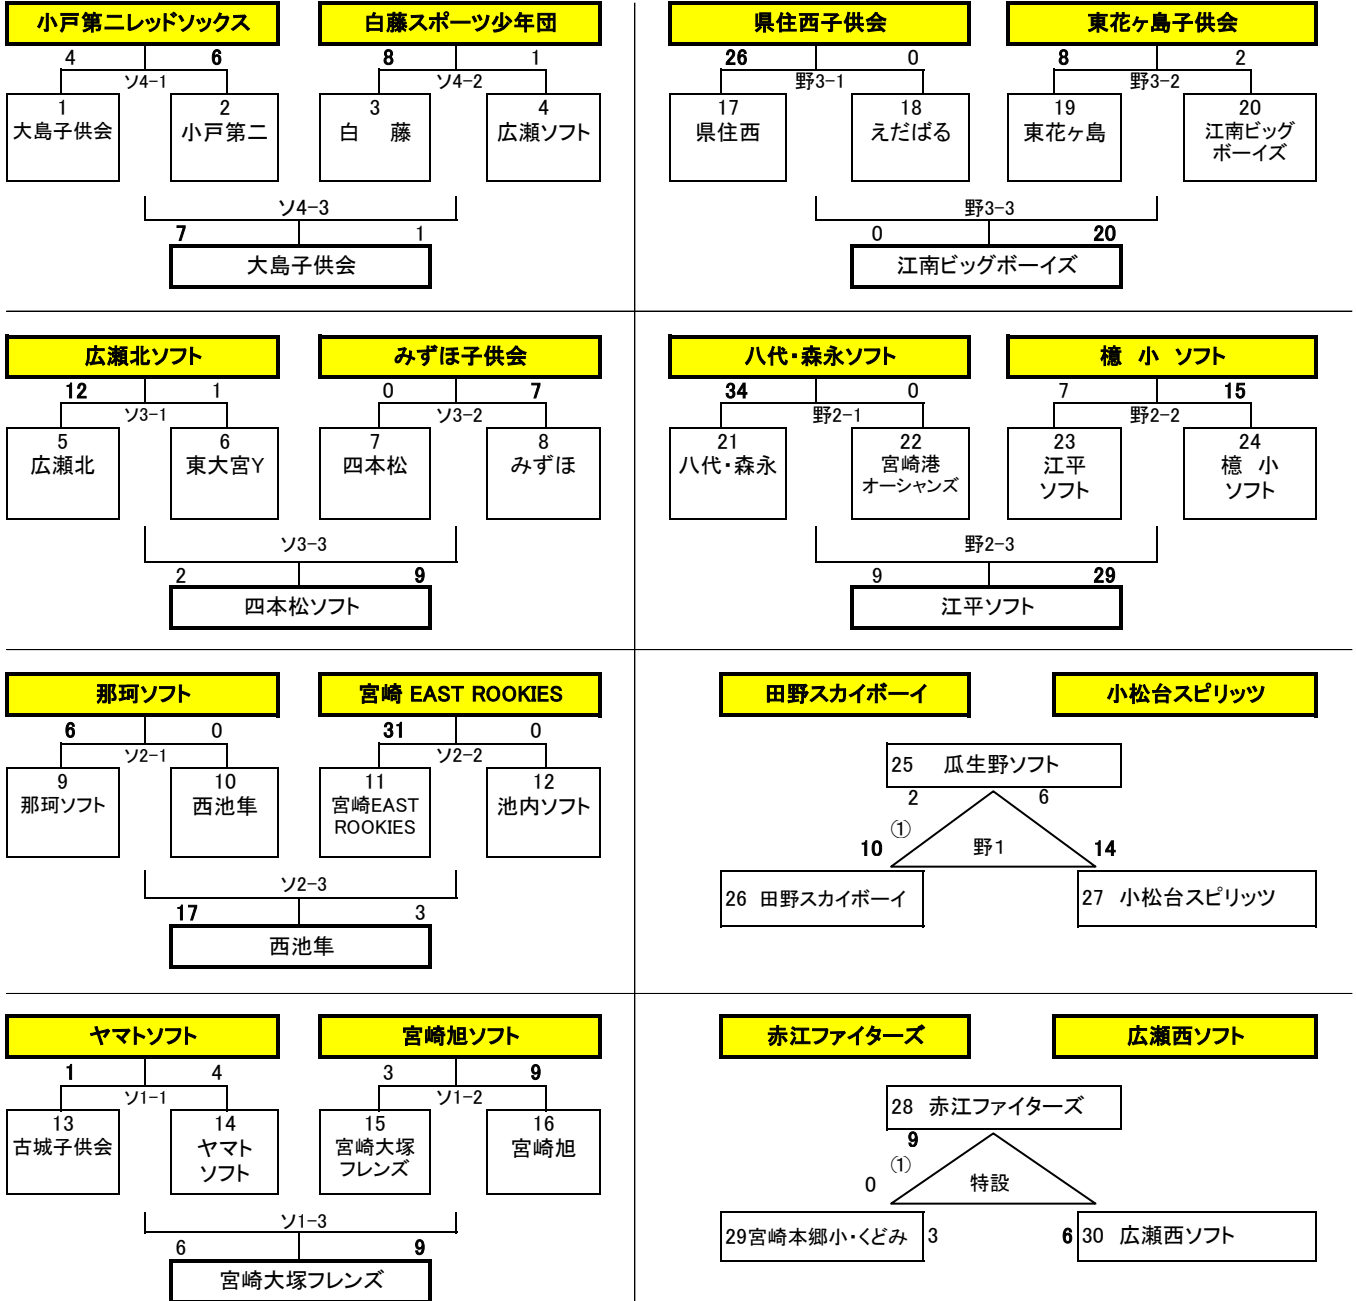 小戸第二レッドソックス
白藤スポーツ少年団
4 6 8 1
ソ4-1 ソ4-2
1 2 3 4
大島子供会 小戸第二 白　藤 広瀬ソフト
ソ4-3
7 1
大島子供会
県住西子供会
東花ヶ島子供会
26 0 8 2
野3-1 野3-2
17 18 19 20
県住西 えだばる 東花ヶ島 江南ビッグ
ボーイズ
野3-3
0 20
江南ビッグボーイズ
広瀬北ソフト
みずほ子供会
12 1 0 7
ソ3-1 ソ3-2
5 6 7 8
広瀬北 東大宮Y 四本松 みずほ
ソ3-3
2 9
四本松ソフト
八代・森永ソフト
檍 小 ソフト
34 0 7 15
野2-1 野2-2
21 22 23 24
八代・森永 宮崎港 江平 檍 小
オーシャンズ ソフト ソフト
野2-3
9 29
江平ソフト
那珂ソフト
宮崎 EAST ROOKIES
6 0 31 0
ソ2-1 ソ2-2
9 10 11 12
那珂ソフト 西池隼 宮崎EAST 池内ソフト
ROOKIES
ソ2-3
17 3
西池隼
田野スカイボーイ
小松台スピリッツ
25 瓜生野ソフト
2 6
①
10 野1 14
26 田野スカイボーイ
27 小松台スピリッツ
ヤマトソフト
宮崎旭ソフト
1 4 3 9
ソ1-1 ソ1-2
13 14 15 16
古城子供会 ヤマト 宮崎大塚 宮崎旭
ソフト フレンズ
ソ1-3
6 9
宮崎大塚フレンズ
赤江ファイターズ
広瀬西ソフト
28 赤江ファイターズ
9
①
0 特設
29宮崎本郷小・くどみ 3
6 30 広瀬西ソフト